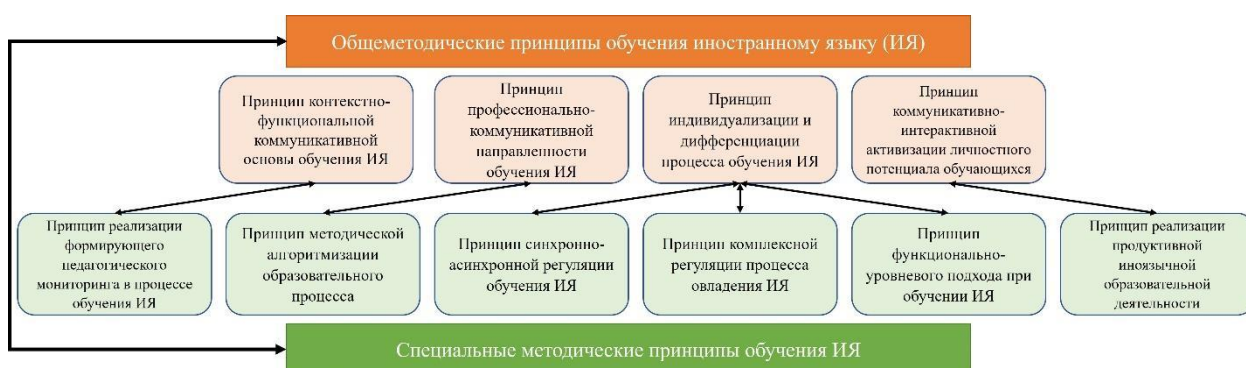 Общеметодические принципы обучения иностранному языку (ИЯ)
Принцип контекстно-
функциональной
коммуникативной
основы обучения ИЯ
Принцип
профессионально-
коммуникативной
направленности
обучения ИЯ
Принцип
индивидуализации и
дифференциации
процесса обучения ИЯ
Принцип
коммуникативно-
интерактивной
активизации личностного
потенциала обучающихся
Принцип реализации
формирующего
педагогического
мониторинга в процессе
обучения ИЯ
Принцип методической
алгоритмизации
образовательного
процесса
Принцип синхронно-
асинхронной регуляции
обучения ИЯ
Принцип комплексной
регуляции процесса
овладения ИЯ
Принцип
функционально-
уровневого подхода при
обучении ИЯ
Принцип реализации
продуктивной
иноязычной
образовательной
деятельности
Специальные методические принципы обучения ИЯ